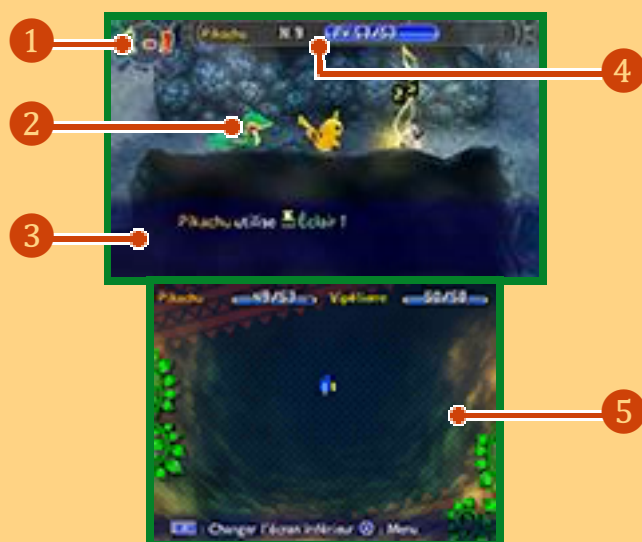 1
Pikachu N.9 PV 53/53
4
2
3
Pikachu utilise Éclair !
Pikachu 49/53 Vipélierre 50/50
5
: Changer l'écran inférieur Ⓧ : Menu